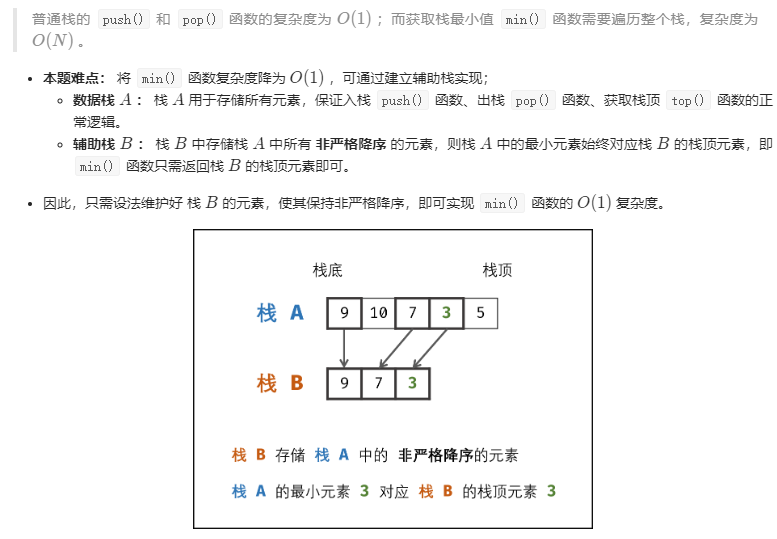 普通栈的 push() 和 pop() 函数的复杂度为 O(1) ；而获取栈最小值 min() 函数需要遍历整个栈，复杂度为
O(N) 。
• 本题难点： 将 min() 函数复杂度降为 O(1) ，可通过建立辅助栈实现；
◦ 数据栈 A ： 栈 A 用于存储所有元素，保证入栈 push() 函数、出栈 pop() 函数、获取栈顶 top() 函数的正
常逻辑。
◦ 辅助栈 B ： 栈 B 中存储栈 A 中所有 非严格降序 的元素，则栈 A 中的最小元素始终对应栈 B 的栈顶元素，即
min() 函数只需返回栈 B 的栈顶元素即可。
• 因此，只需设法维护好 栈 B 的元素，使其保持非严格降序，即可实现 min() 函数的 O(1) 复杂度。
栈底 栈顶
栈 A 9 10 7 3 5
栈 B 9 7 3
栈 B 存储 栈 A 中的 非严格降序的元素
栈 A 的最小元素 3 对应 栈 B 的栈顶元素 3